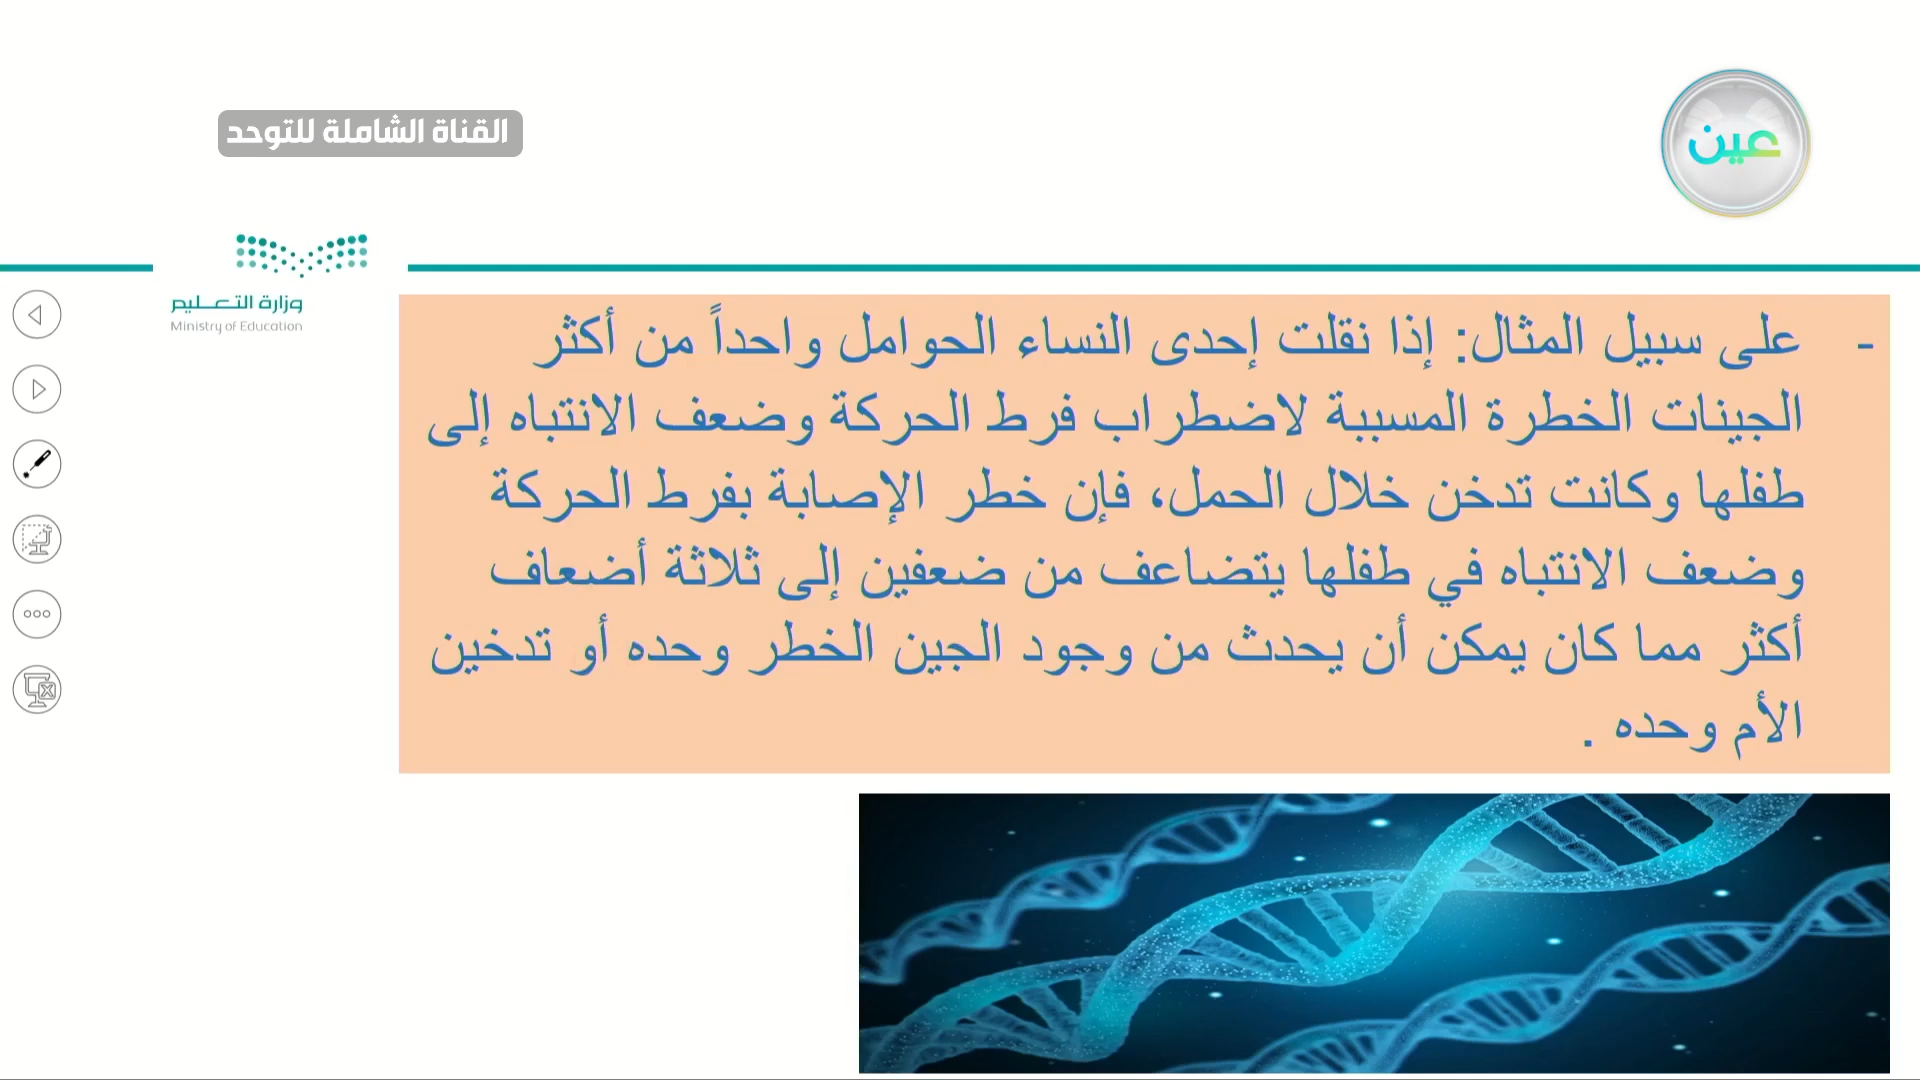 القناة الشاملة للتوحد
عين
وزارة التعليم
Ministry of Education
- على سبيل المثال: إذا نقلت إحدى النساء الحوامل واحداً من أكثر
الجينات الخطرة المسببة لاضطراب فرط الحركة وضعف الانتباه إلى
طفلها وكانت تدخن خلال الحمل، فإن خطر الإصابة بفرط الحركة
وضعف الانتباه في طفلها يتضاعف من ضعفين إلى ثلاثة أضعاف
أكثر مما كان يمكن أن يحدث من وجود الجين الخطر وحده أو تدخين
الأم وحده .